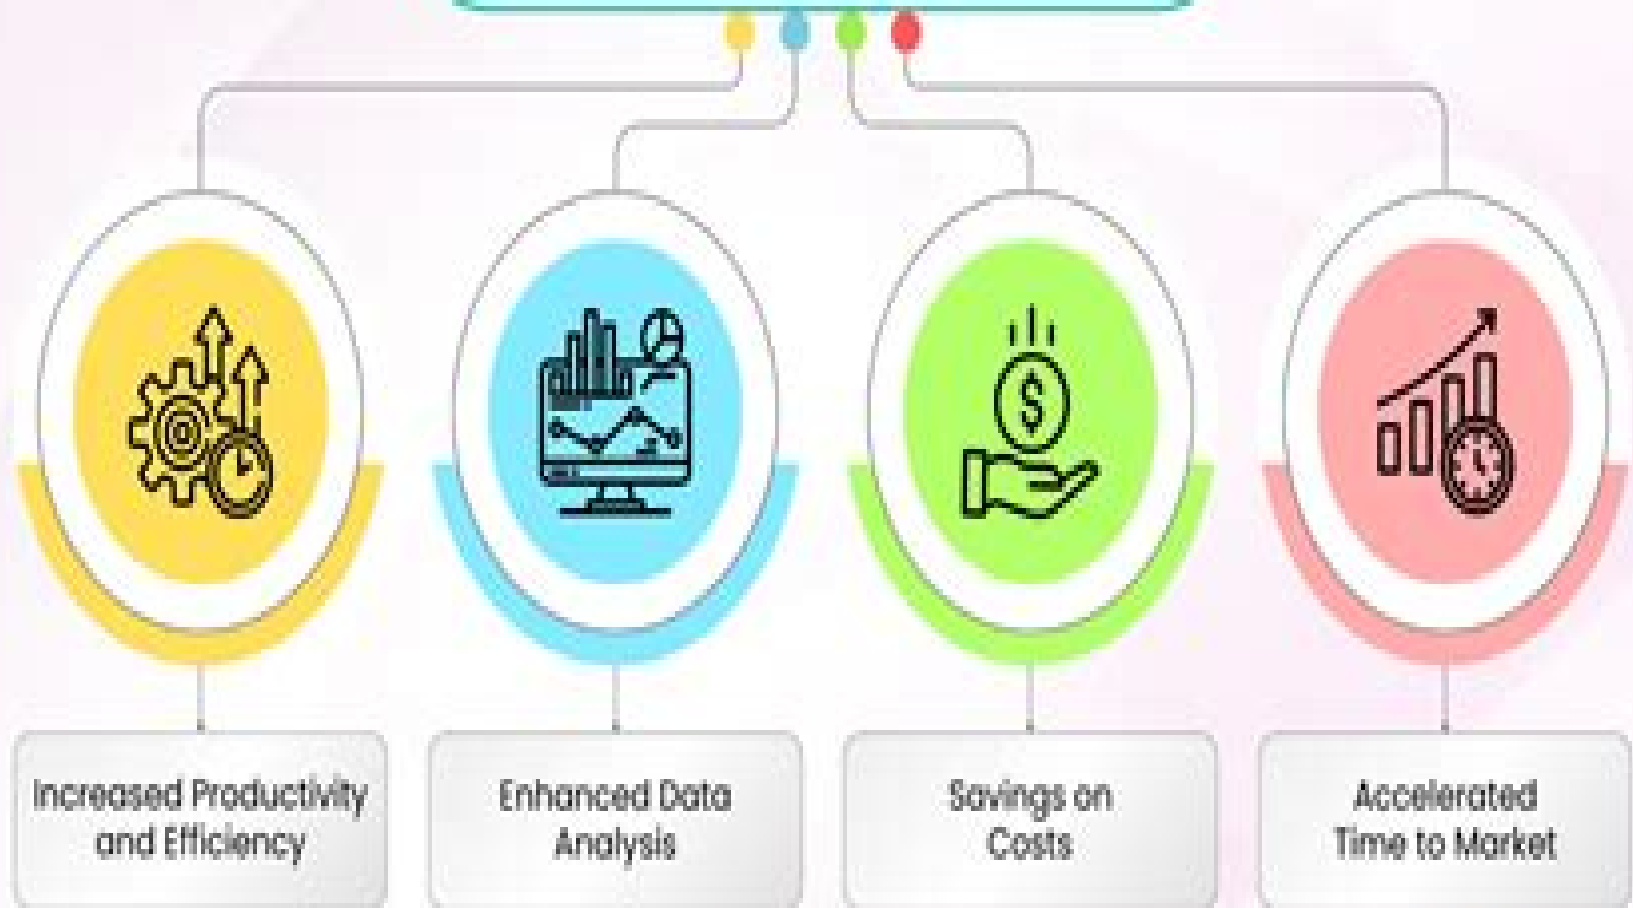 Increased Productivity
and Efficiency
Enhanced Data
Analysis
Savings on
Costs
Accelerated
Time to Market
$